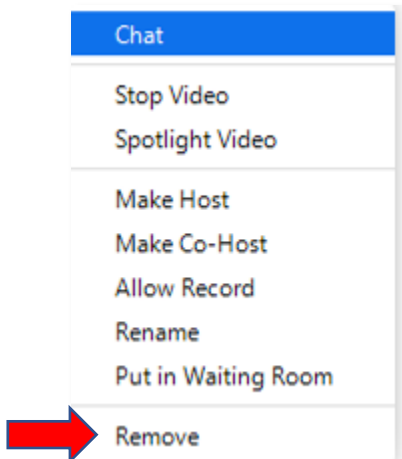 Chat
Stop Video
Spotlight Video
Make Host
Make Co-Host
Allow Record
Rename
Put in Waiting Room
Remove